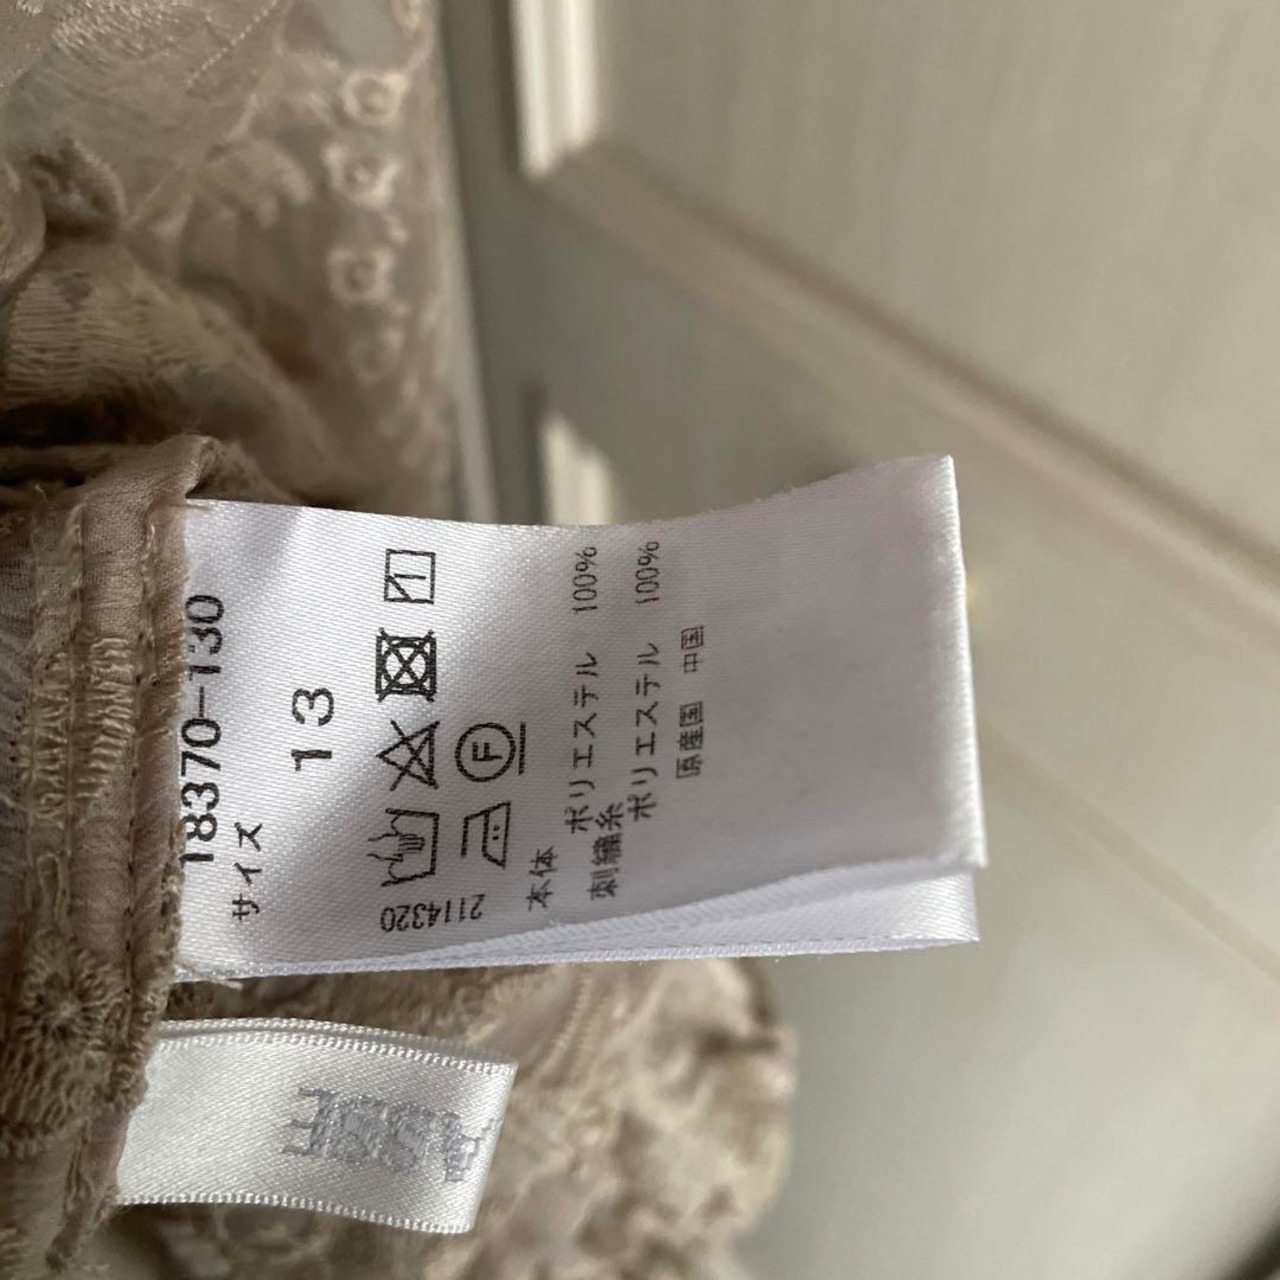 18370-130
サイズ
13
F
2114320
本体
ポリエステル 100%
刺繍糸
ポリエステル 100%
原産国 中国